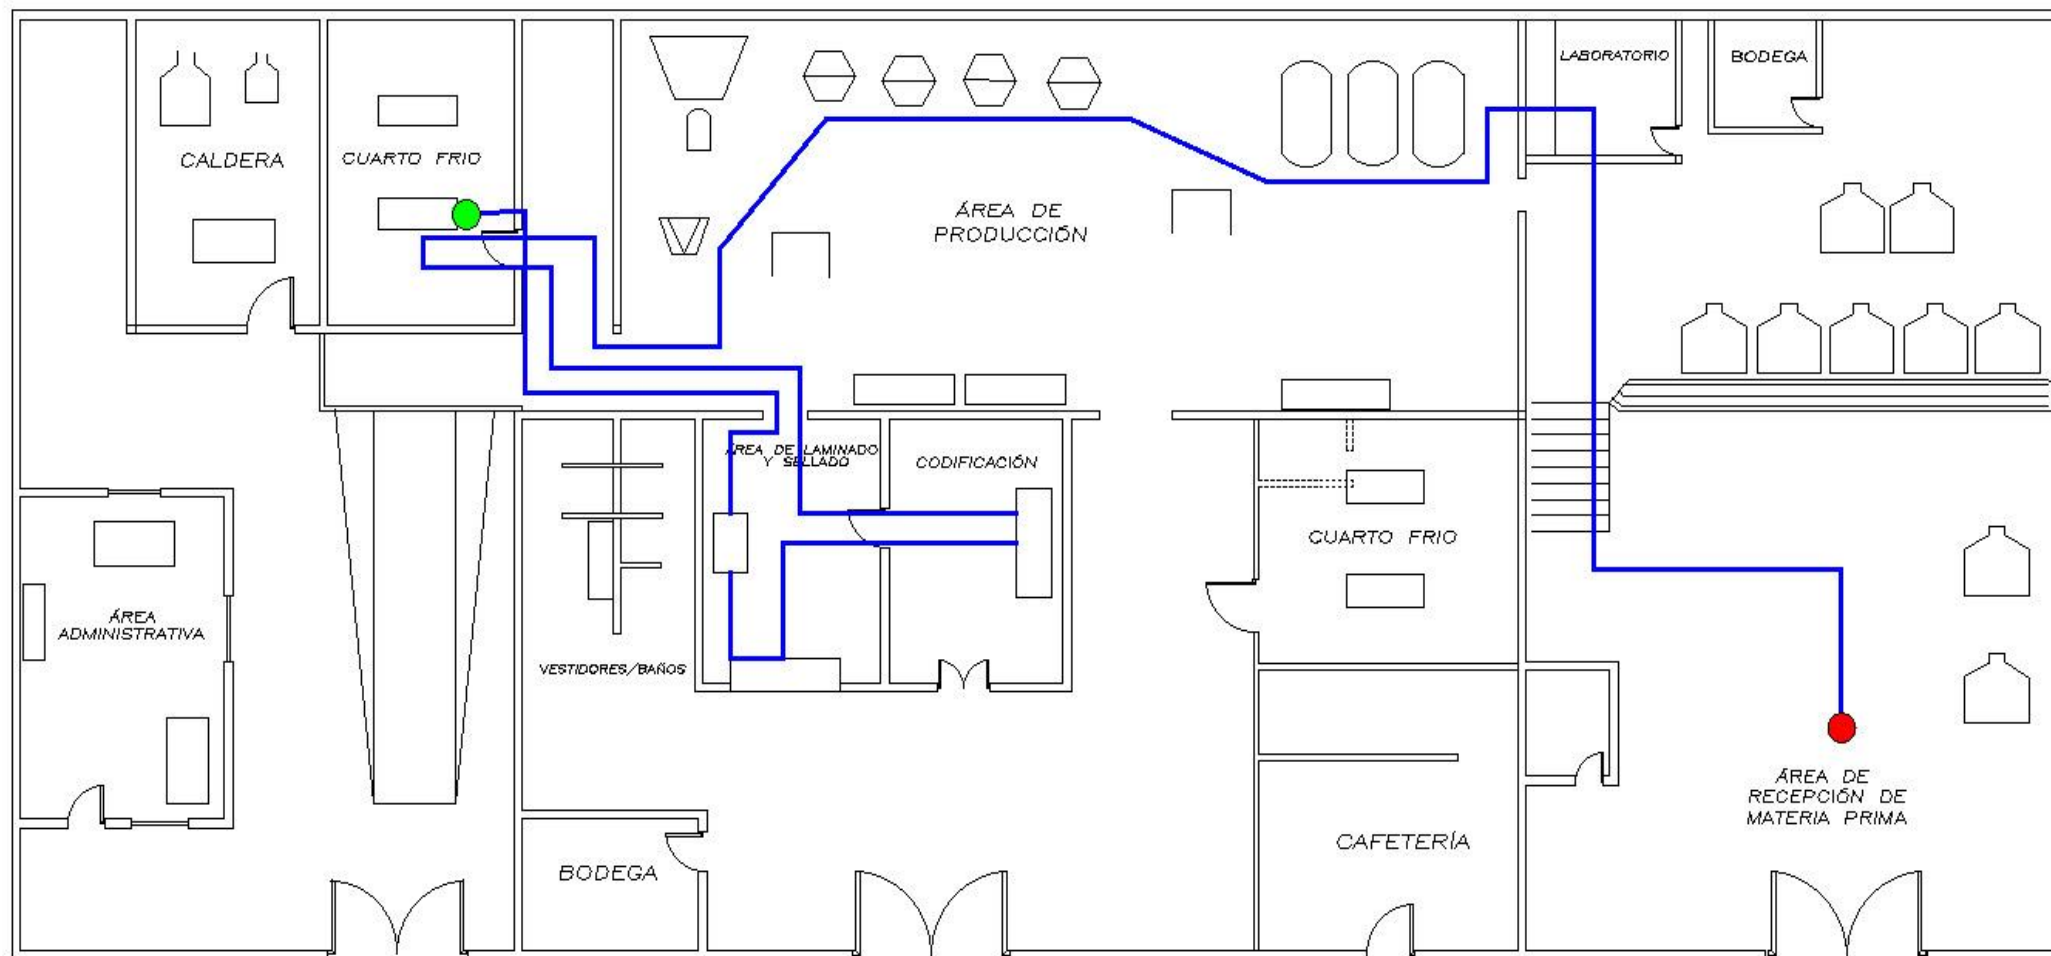 LABORATORIO
BODEGA
CALDERA
CUARTO FRIO
ÁREA DE
PRODUCCIÓN
ÁREA DE LAMINADO
Y SELLADO
CODIFICACIÓN
CUARTO FRIO
ÁREA
ADMINISTRATIVA
VESTIDORES/BAÑOS
ÁREA DE
RECEPCIÓN DE
MATERIA PRIMA
CAFETERÍA
BODEGA